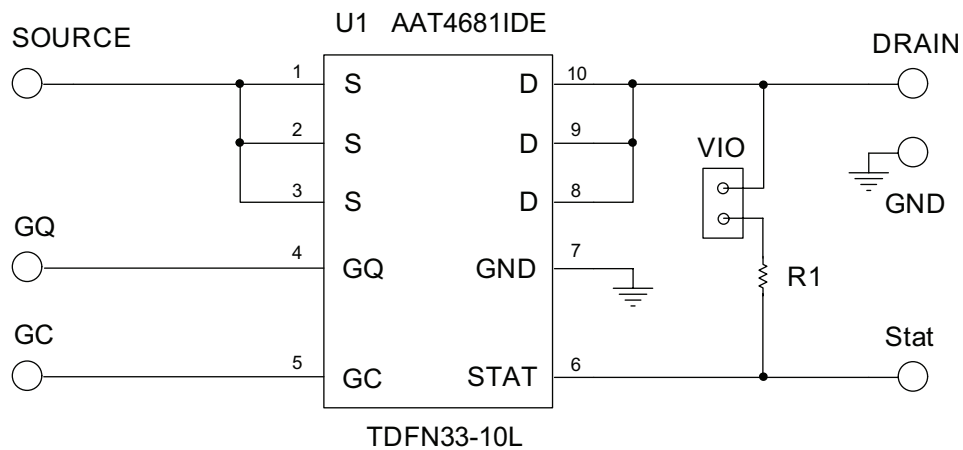 U1 AAT4681IDE
SOURCE
DRAIN
1 S D 10
2 S D 9
VIO
3 S D 8
GND
GQ
4 GQ GND 7
R1
GC
Stat
5 GC STAT 6
TDFN33-10L